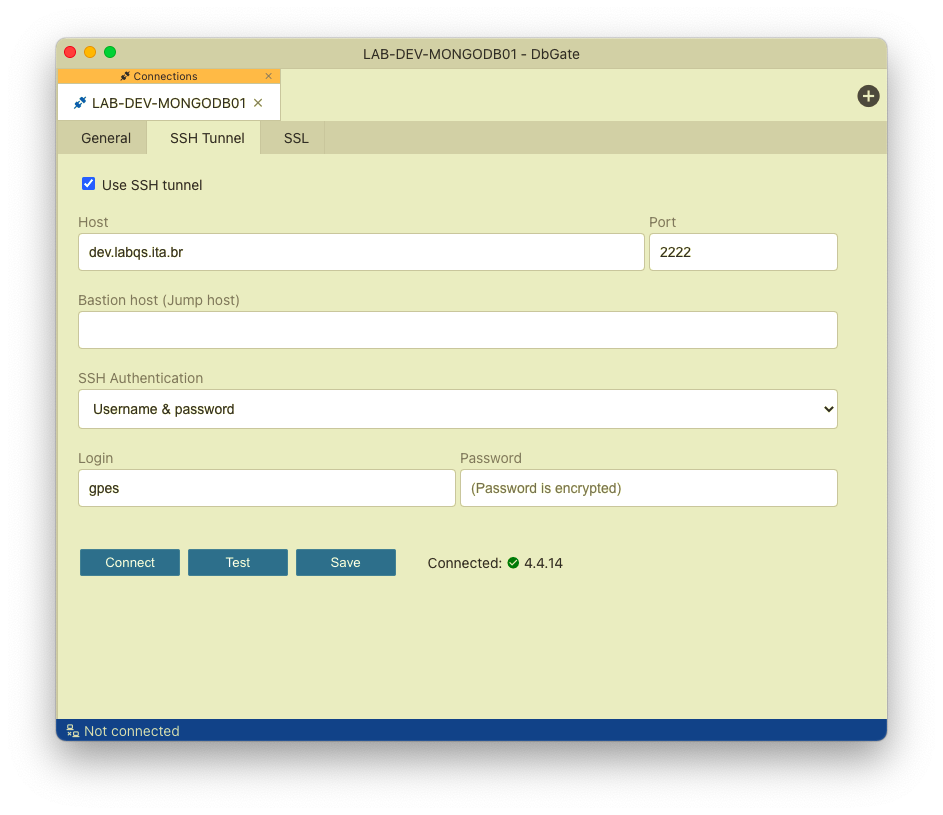 LAB-DEV-MONGODB01 - DbGate
Connections ×
LAB-DEV-MONGODB01 ×
General SSH Tunnel SSL
Use SSH tunnel
Host Port
dev.labqs.ita.br 2222
Bastion host (Jump host)
SSH Authentication
Username & password
Login Password
gpes (Password is encrypted)
Connect Test Save Connected: 4.4.14
Not connected